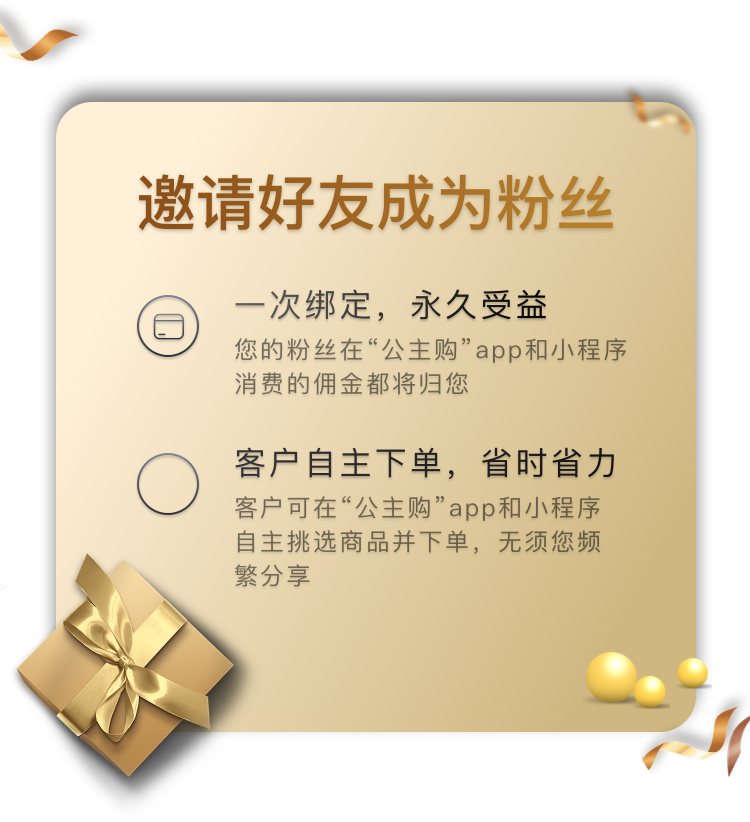 邀请好友成为粉丝
一次绑定，永久受益
您的粉丝在“公主购”app和小程序
消费的佣金都将归您
客户自主下单，省时省力
客户可在“公主购”app和小程序
自主挑选商品并下单，无须您频
繁分享